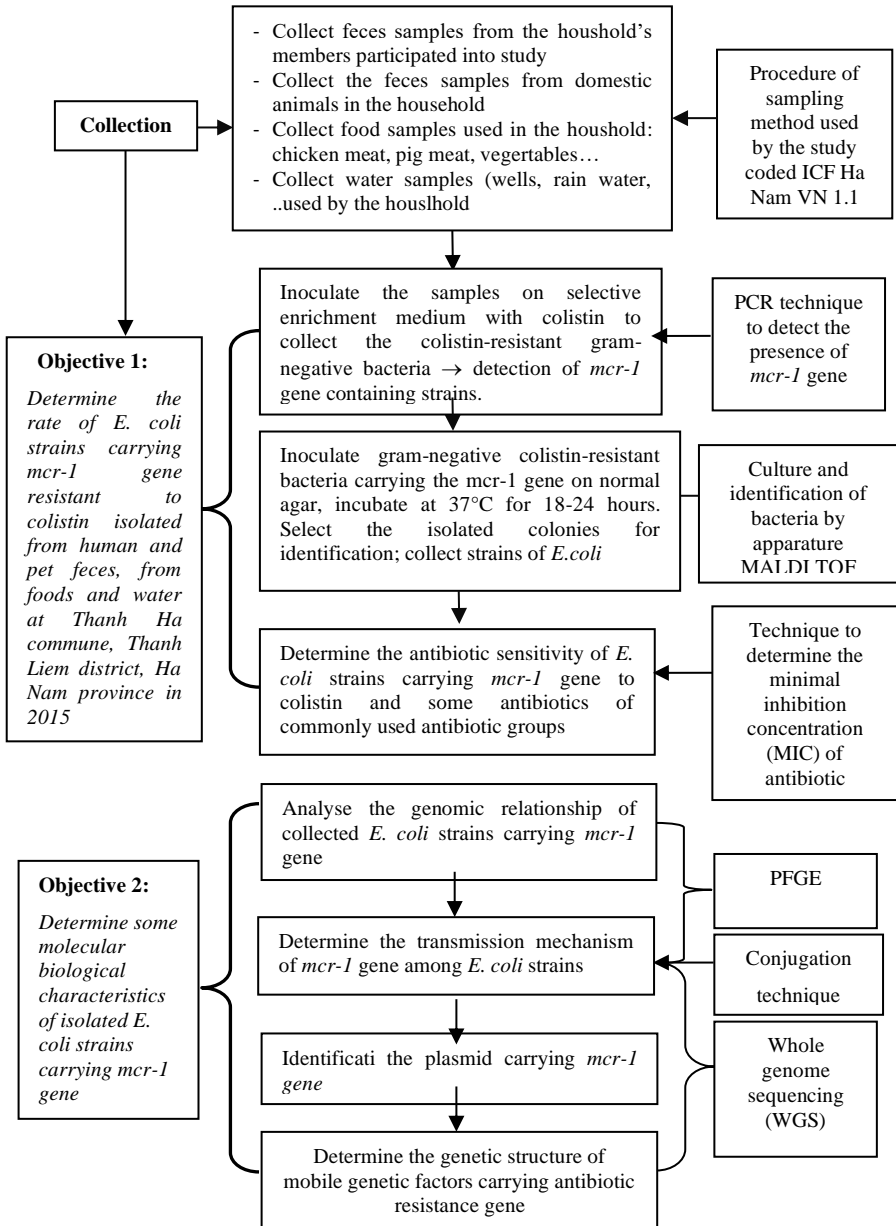 - Collect feces samples from the houshold's
members participated into study
- Collect the feces samples from domestic
animals in the household
- Collect food samples used in the houshold:
chicken meat, pig meat, vegertables…
- Collect water samples (wells, rain water,
..used by the houslhold
Collection
Procedure of
sampling
method used
by the study
coded ICF Ha
Nam VN 1.1
Inoculate the samples on selective
enrichment medium with colistin to
collect the colistin-resistant gram-
negative bacteria → detection of mcr-1
gene containing strains.
PCR technique
to detect the
presence of
mcr-1 gene
Objective 1:
Determine the
rate of E. coli
strains carrying
mcr-1 gene
resistant to
colistin isolated
from human and
pet feces, from
foods and water
at Thanh Ha
commune, Thanh
Liem district, Ha
Nam province in
2015
Inoculate gram-negative colistin-resistant
bacteria carrying the mcr-1 gene on normal
agar, incubate at 37°C for 18-24 hours.
Select the isolated colonies for
identification; collect strains of E.coli
Culture and
identification of
bacteria by
apparature
MALDI TOF
Determine the antibiotic sensitivity of E.
coli strains carrying mcr-1 gene to
colistin and some antibiotics of
commonly used antibiotic groups
Technique to
determine the
minimal
inhibition
concentration
(MIC) of
antibiotic
Analyse the genomic relationship of
collected E. coli strains carrying mcr-1
gene
PFGE
Objective 2:
Determine some
molecular
biological
characteristics
of isolated E.
coli strains
carrying mcr-1
gene
Determine the transmission mechanism
of mcr-1 gene among E. coli strains
Conjugation
technique
Identificati the plasmid carrying mcr-1
gene
Whole
genome
sequencing
(WGS)
Determine the genetic structure of
mobile genetic factors carrying antibiotic
resistance gene